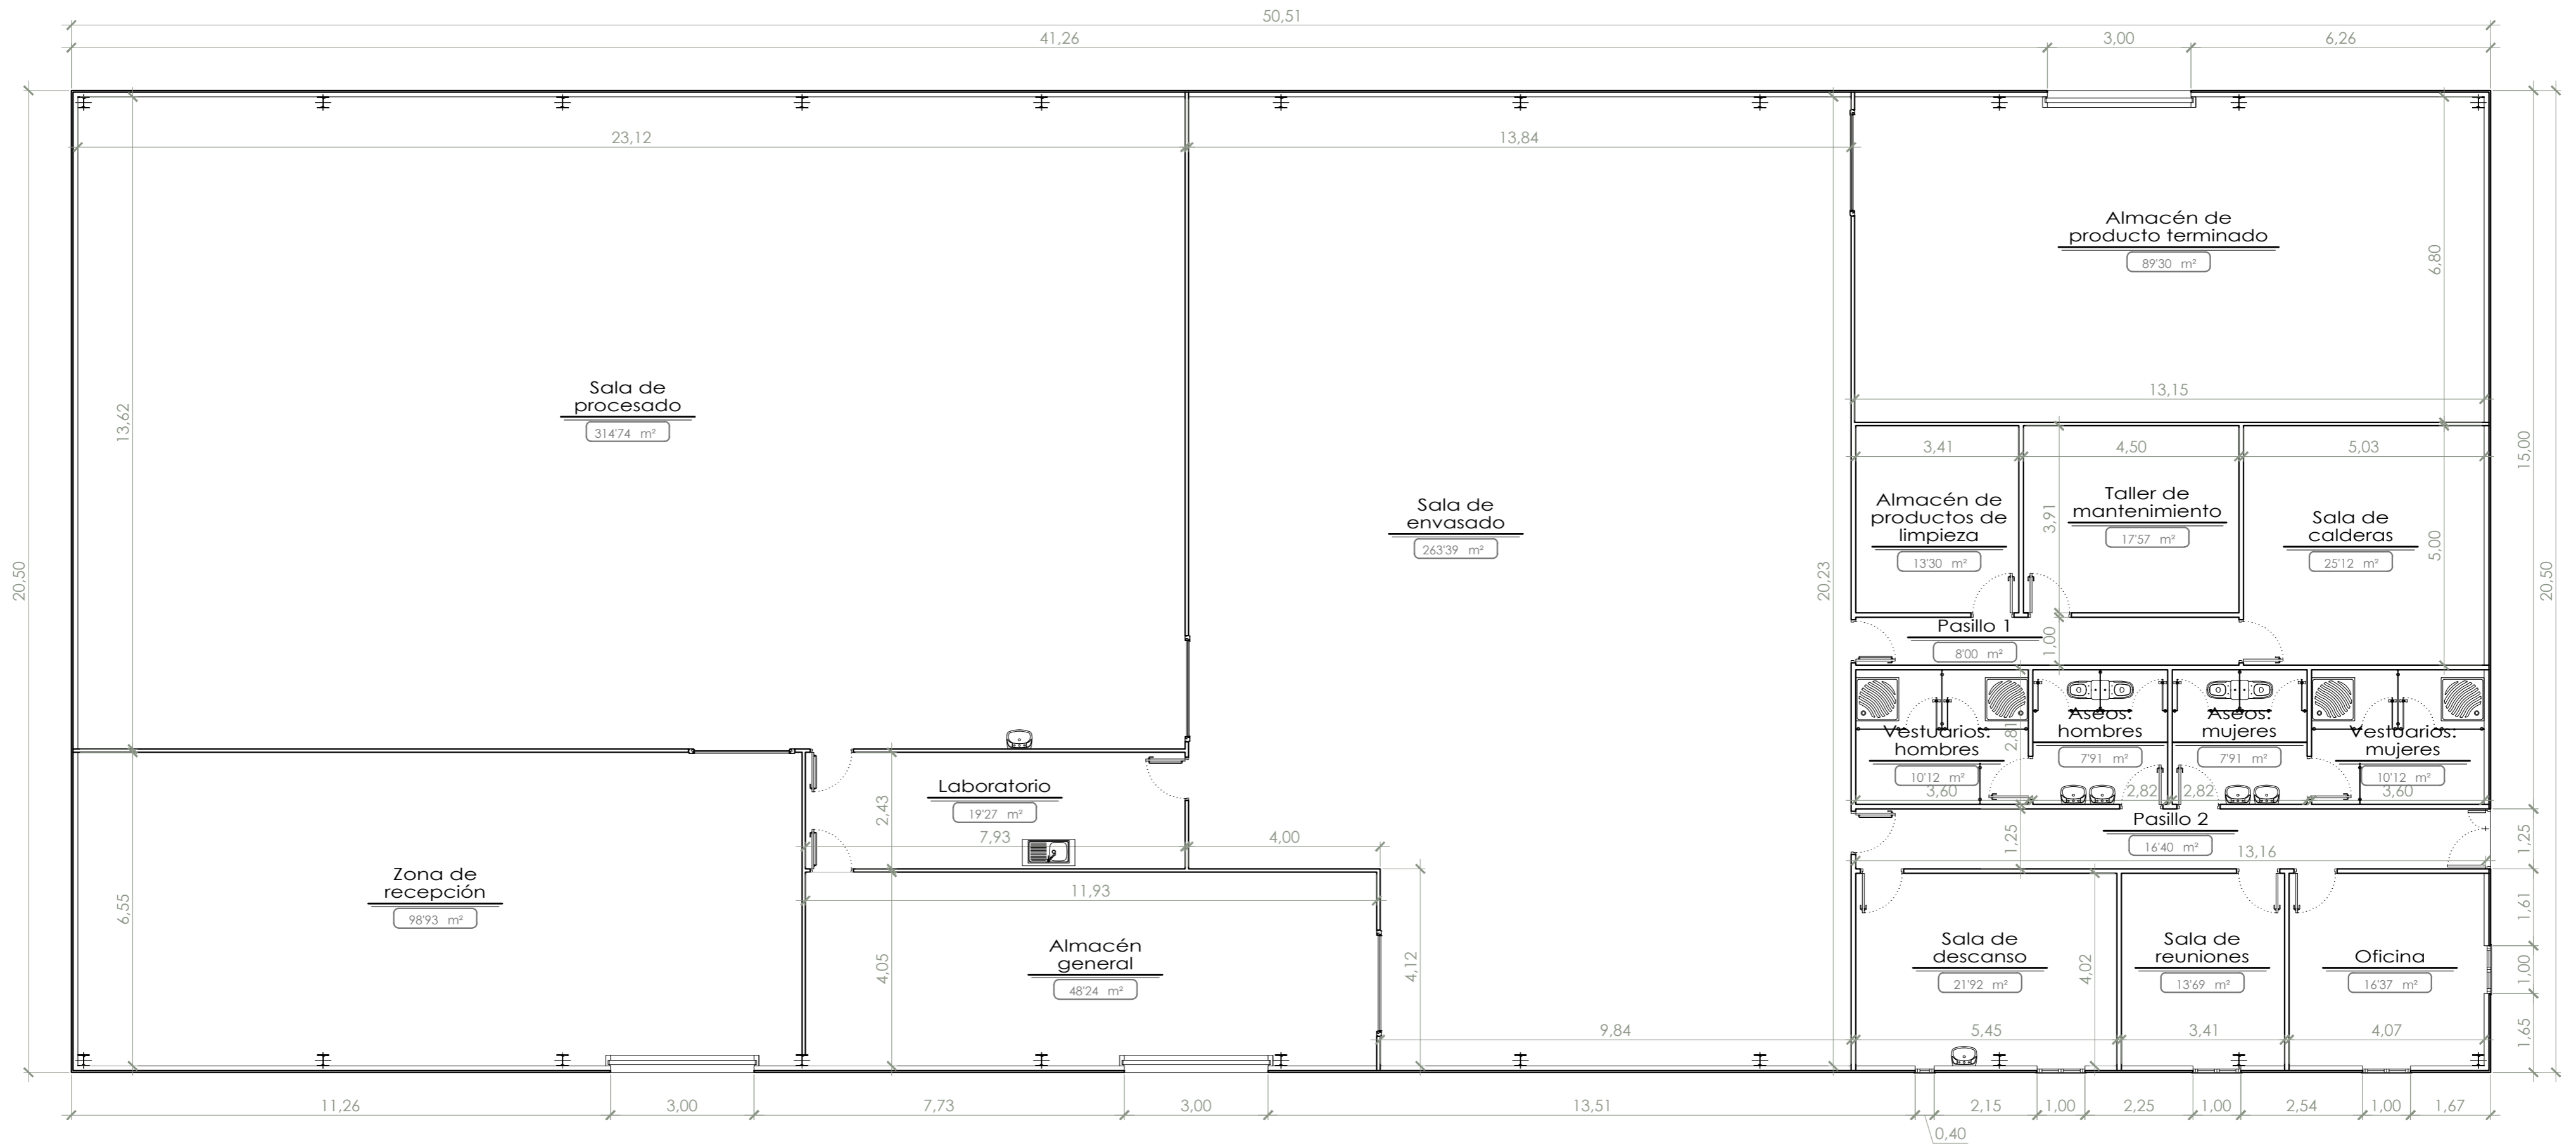 50,51
41,26
3,00
6,26
23,12
13,84
Almacén de
producto terminado
89'30 m²
6,80
13,15
Sala de
procesado
314'74 m²
13,62
Sala de
envasado
263'39 m²
20,23
3,41
4,50
5,03
15,00
Almacén de
productos de
limpieza
13'30 m²
Taller de
mantenimiento
17'57 m²
3,91
Sala de
calderas
25'12 m²
5,00
20,50
20,50
Pasillo 1
8'00 m²
1,00
Vestuarios:
hombres
10'12 m²
3,60
2,81
Aseos:
hombres
7'91 m²
2,82
Aseos:
mujeres
7'91 m²
2,82
Vestuarios:
mujeres
10'12 m²
3,60
Laboratorio
19'27 m²
2,43
7,93
4,00
Pasillo 2
16'40 m²
1,25
13,16
1,25
Zona de
recepción
98'93 m²
6,55
11,93
Almacén
general
48'24 m²
4,05
4,12
9,84
Sala de
descanso
21'92 m²
4,02
5,45
Sala de
reuniones
13'69 m²
3,41
Oficina
16'37 m²
4,07
1,61
1,00
1,65
11,26
3,00
7,73
3,00
13,51
0,40
2,15
1,00
2,25
1,00
2,54
1,00
1,67